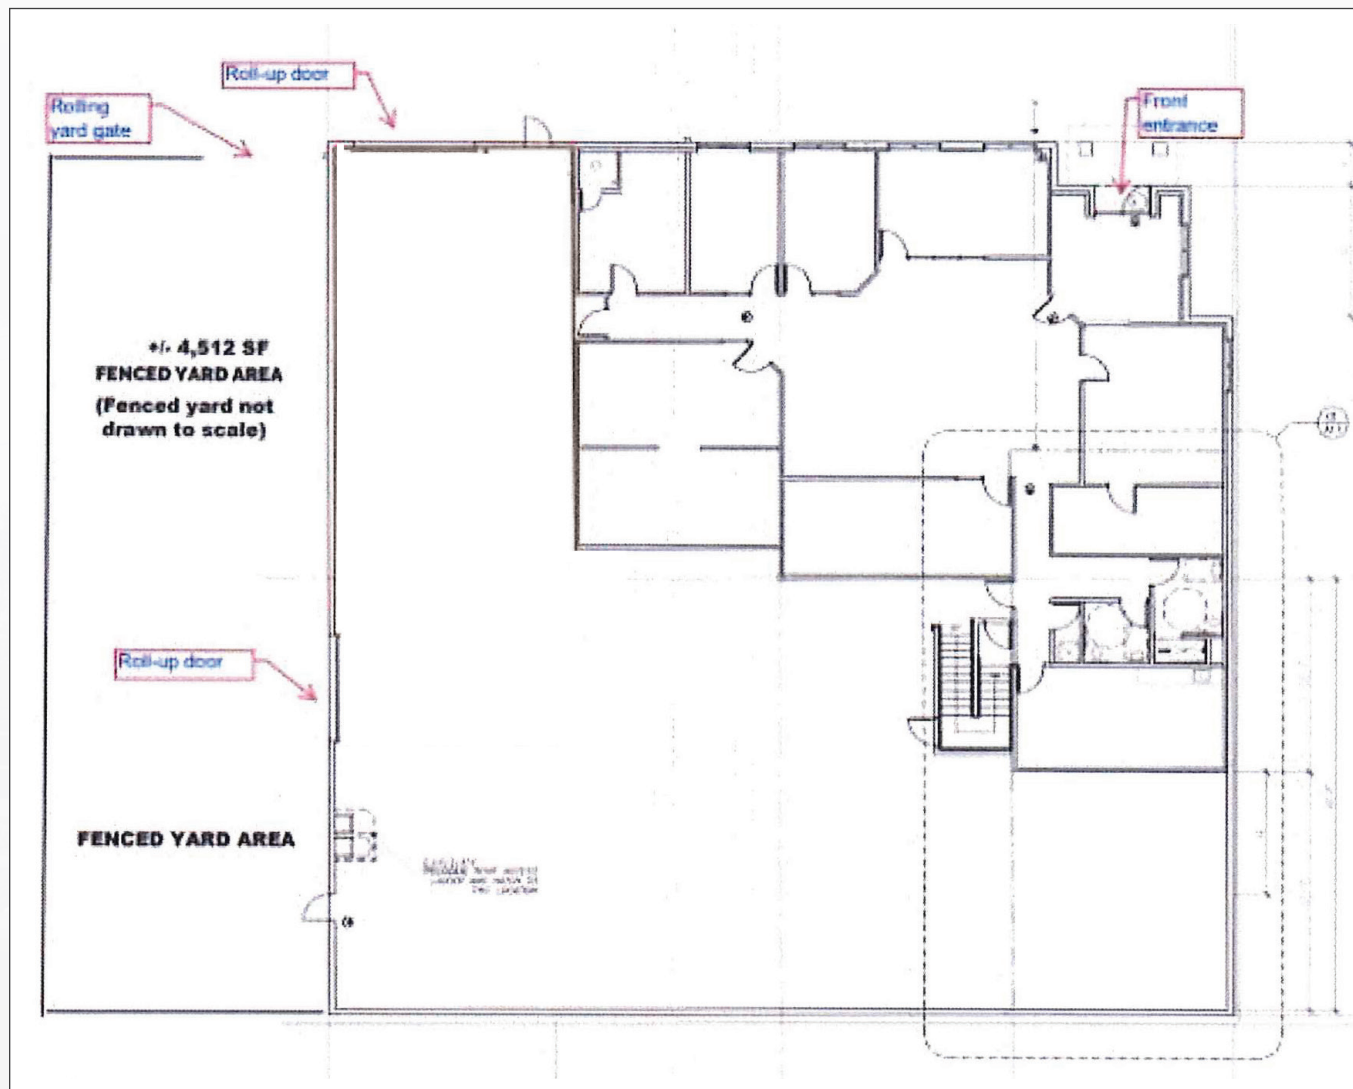 Roll-up door
Rolling
yard gate
Front
entrance
+/- 4,512 SF
FENCED YARD AREA
(Fenced yard not
drawn to scale)
Roll-up door
FENCED YARD AREA